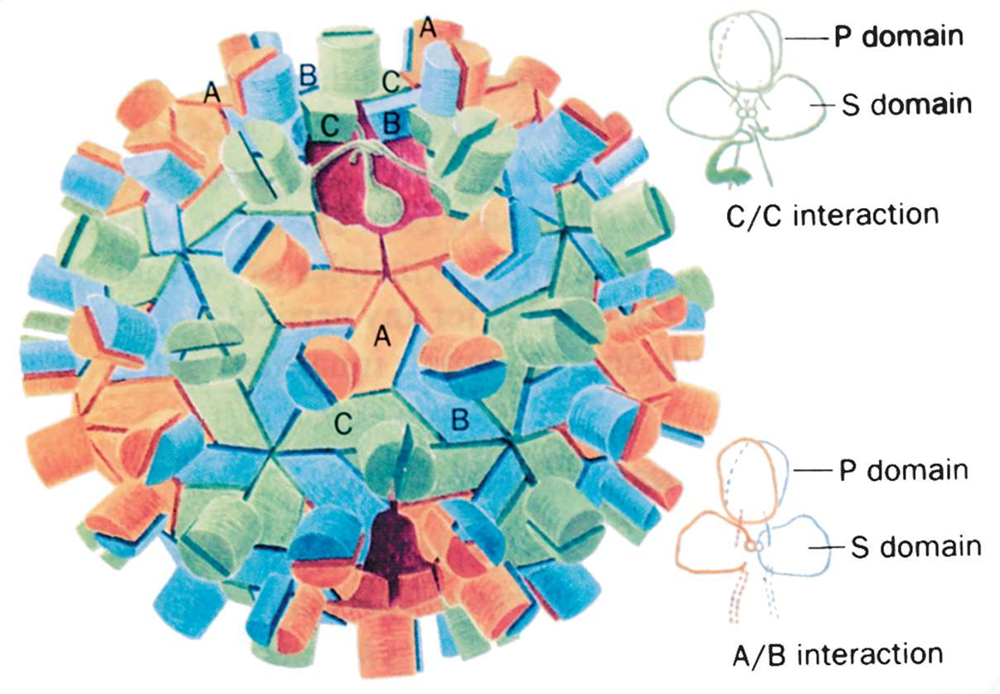 A
B
C
A
C
B
P domain
S domain
C/C interaction
A
C
B
P domain
S domain
A/B interaction